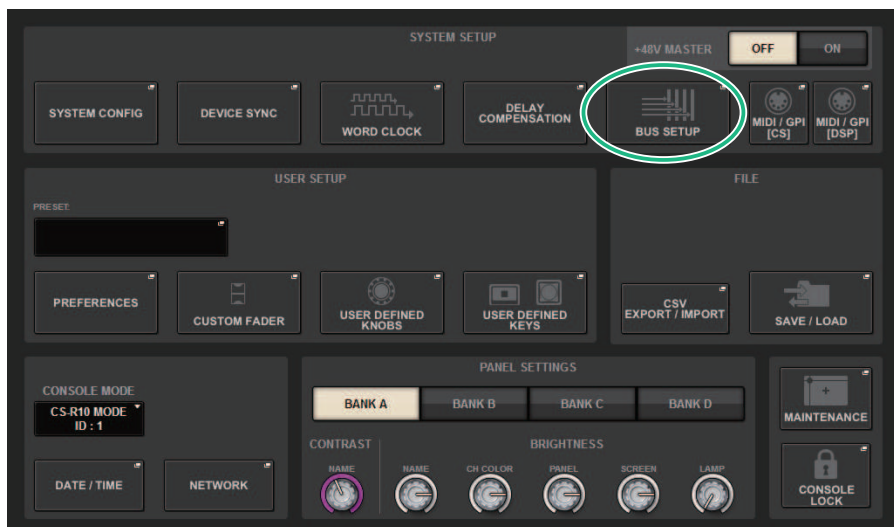 SYSTEM SETUP
+48V MASTER
OFF
ON
SYSTEM CONFIG
DEVICE SYNC
WORD CLOCK
DELAY
COMPENSATION
BUS SETUP
MIDI / GPI
[CS]
MIDI / GPI
[DSP]
USER SETUP
PRESET
PREFERENCES
CUSTOM FADER
USER DEFINED
KNOBS
USER DEFINED
KEYS
FILE
CSV
EXPORT / IMPORT
SAVE / LOAD
CONSOLE MODE
CS-R10 MODE
ID : 1
DATE / TIME
NETWORK
PANEL SETTINGS
BANK A
BANK B
BANK C
BANK D
CONTRAST
BRIGHTNESS
NAME
NAME
CH COLOR
PANEL
SCREEN
LAMP
MAINTENANCE
CONSOLE
LOCK